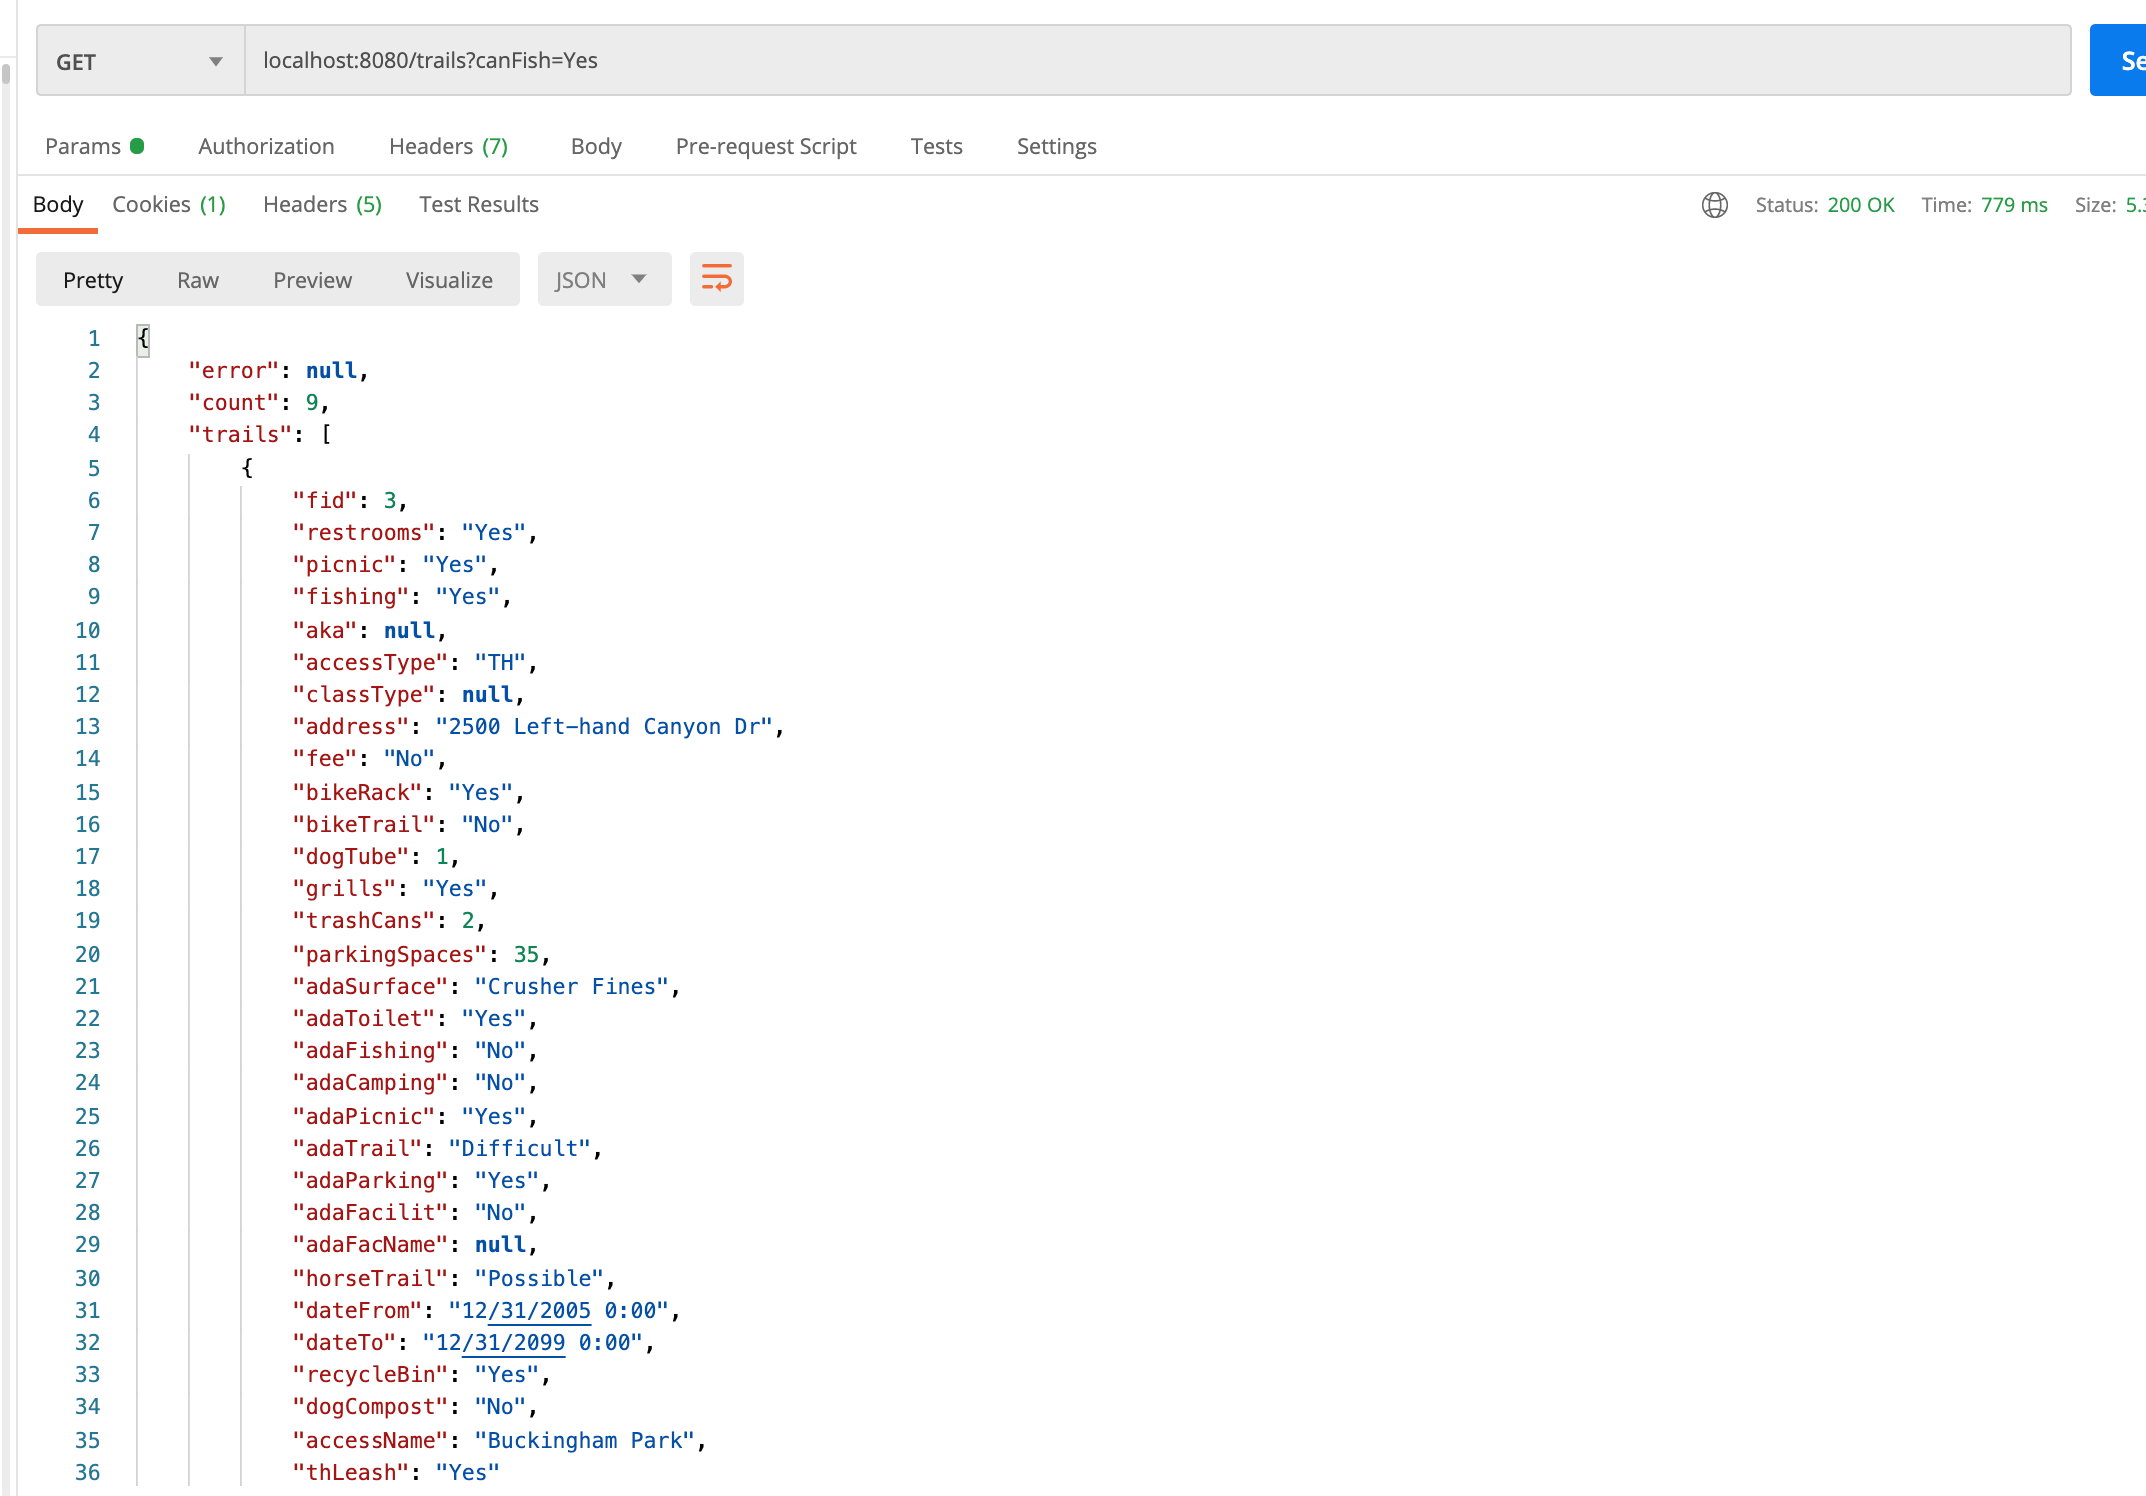 GET localhost:8080/trails?canFish=Yes
Params Authorization Headers (7) Body Pre-request Script Tests Settings
Body Cookies (1) Headers (5) Test Results Status: 200 OK Time: 779 ms Size:
Pretty Raw Preview Visualize JSON
1 {
2 "error": null,
3 "count": 9,
4 "trails": [
5 {
6 "fid": 3,
7 "restrooms": "Yes",
8 "picnic": "Yes",
9 "fishing": "Yes",
10 "aka": null,
11 "accessType": "TH",
12 "classType": null,
13 "address": "2500 Left-hand Canyon Dr",
14 "fee": "No",
15 "bikeRack": "Yes",
16 "bikeTrail": "No",
17 "dogTube": 1,
18 "grills": "Yes",
19 "trashCans": 2,
20 "parkingSpaces": 35,
21 "adaSurface": "Crusher Fines",
22 "adaToilet": "Yes",
23 "adaFishing": "No",
24 "adaCamping": "No",
25 "adaPicnic": "Yes",
26 "adaTrail": "Difficult",
27 "adaParking": "Yes",
28 "adaFacilit": "No",
29 "adaFacName": null,
30 "horseTrail": "Possible",
31 "dateFrom": "12/31/2005 0:00",
32 "dateTo": "12/31/2099 0:00",
33 "recycleBin": "Yes",
34 "dogCompost": "No",
35 "accessName": "Buckingham Park",
36 "thLeash": "Yes"